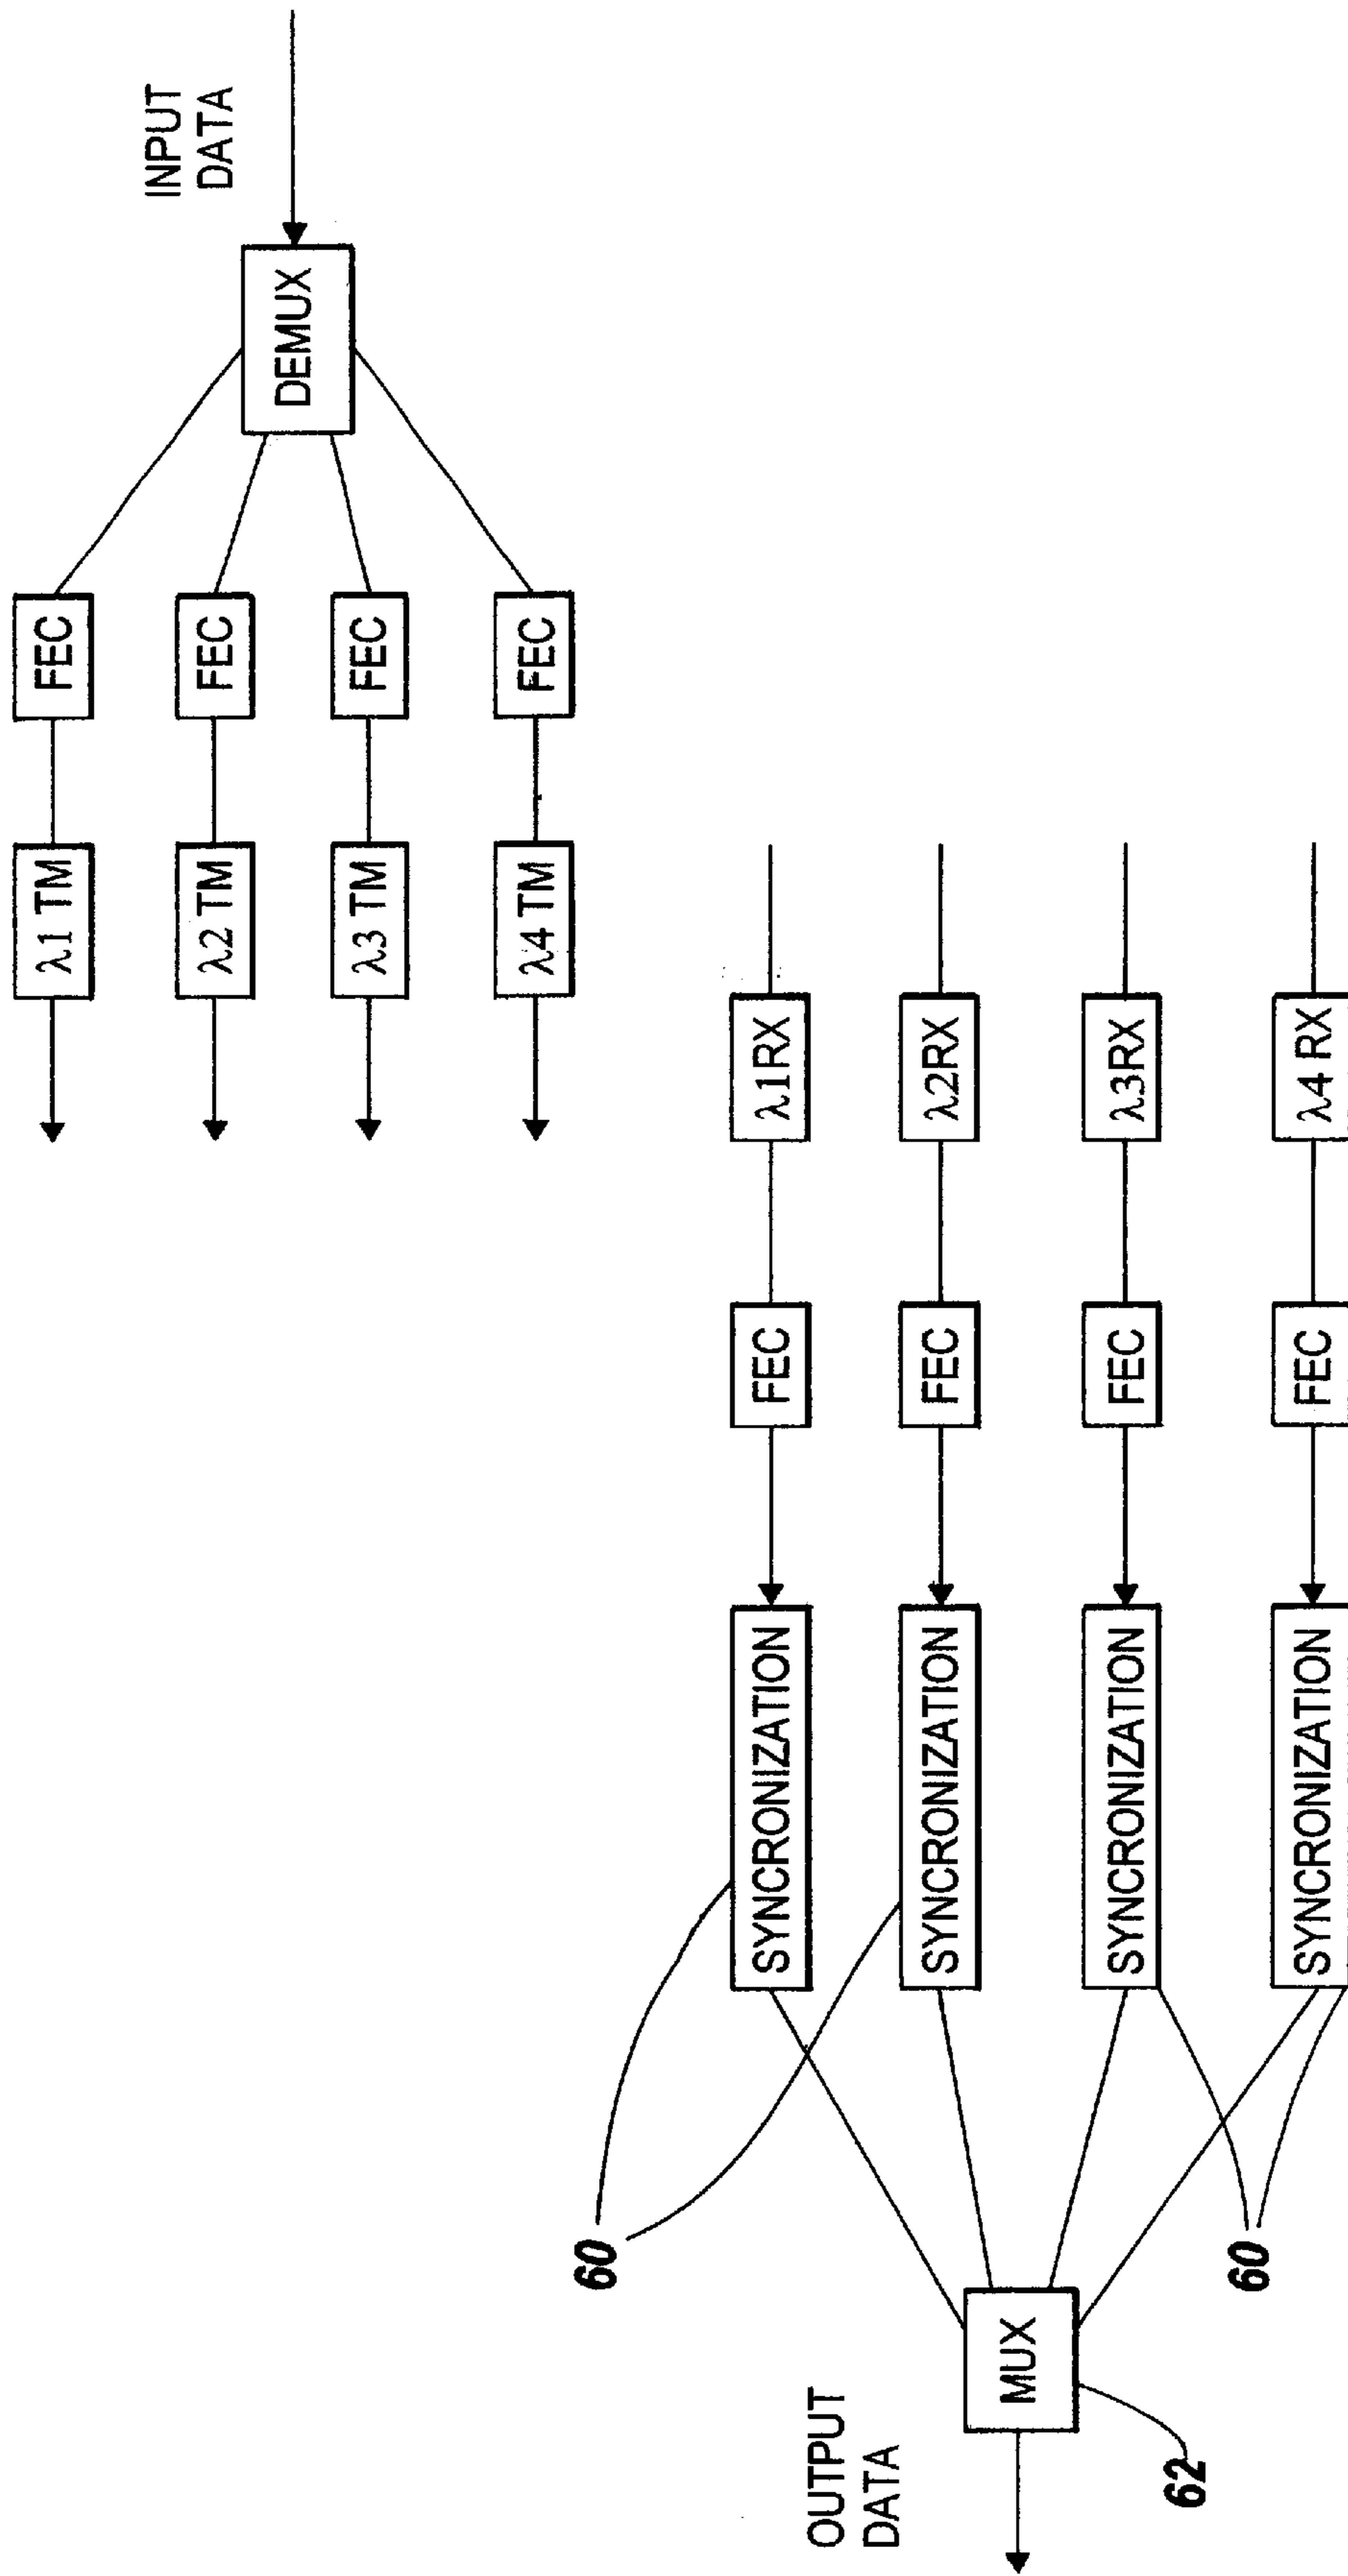 INPUT
DATA
DEMUX
FEC
FEC
FEC
FEC
λ1 TM
λ2 TM
λ3 TM
λ4 TM
λ1RX
λ2RX
λ3RX
λ4 RX
FEC
FEC
FEC
FEC
SYNCRONIZATION
SYNCRONIZATION
SYNCRONIZATION
SYNCRONIZATION
60
60
MUX
62
OUTPUT
DATA